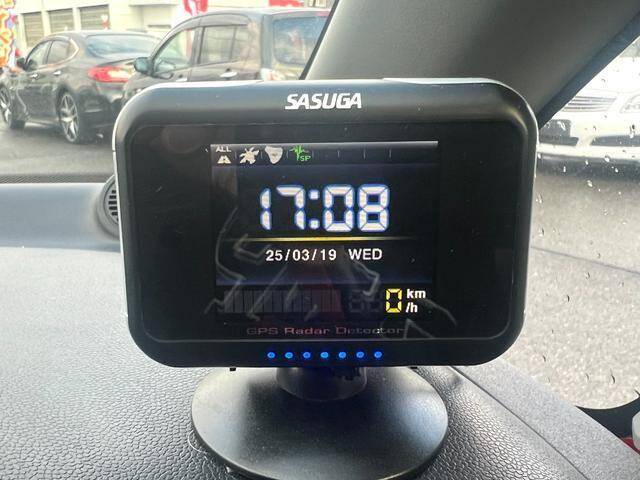 SASUGA
ALL
SP
17:08
25/03/19 WED
0 km
/h
GPS Radar Detector